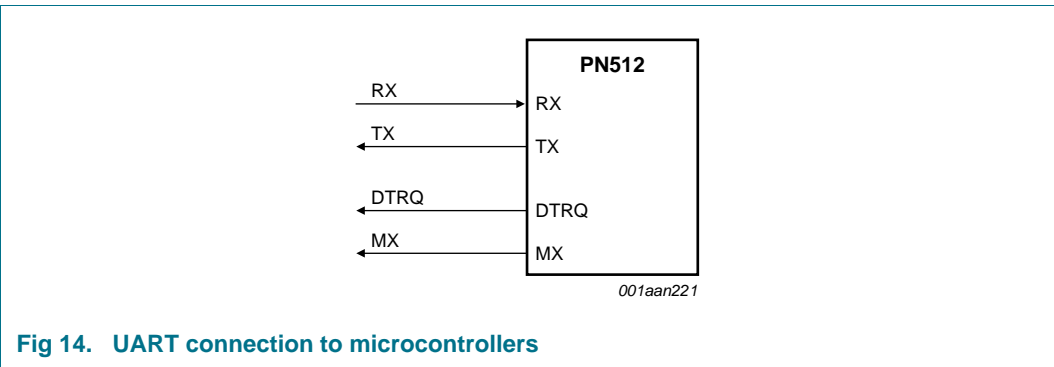 PN512
RX RX
TX TX
DTRQ DTRQ
MX MX
001aan221
Fig 14. UART connection to microcontrollers